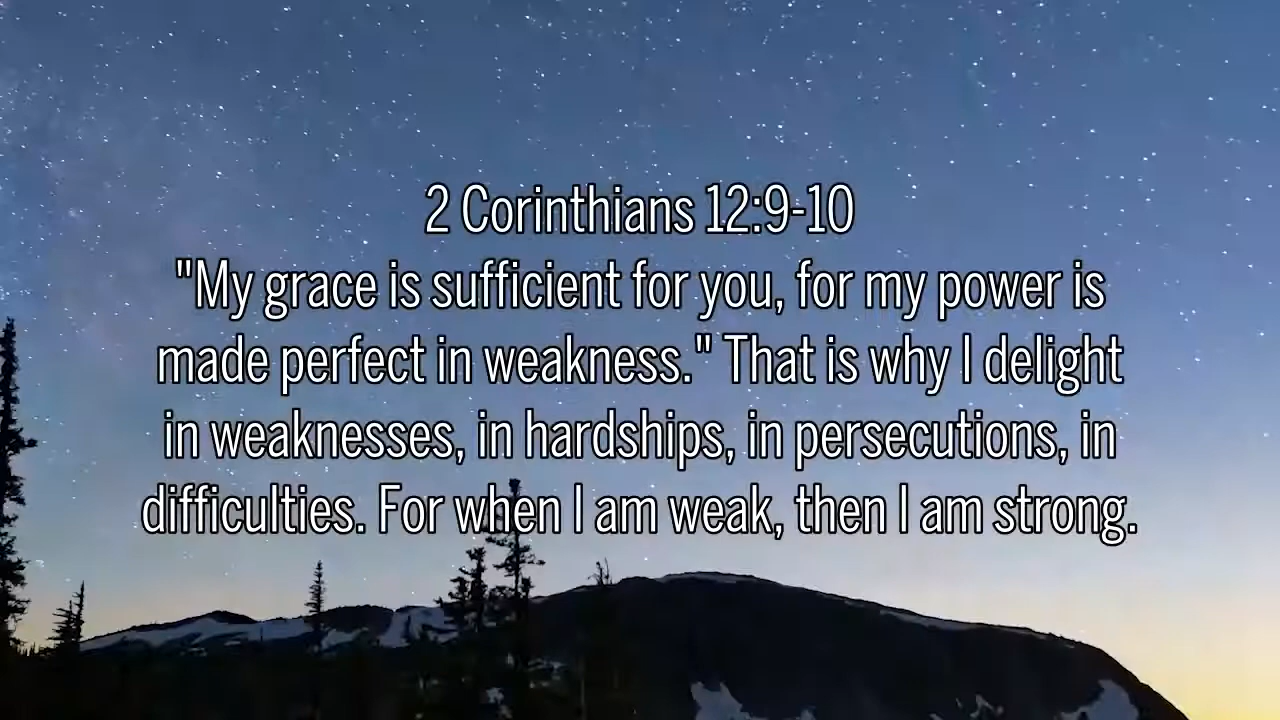 2 Corinthians 12:9-10
"My grace is sufficient for you, for my power is
made perfect in weakness." That is why I delight
in weaknesses, in hardships, in persecutions, in
difficulties. For when I am weak, then I am strong.